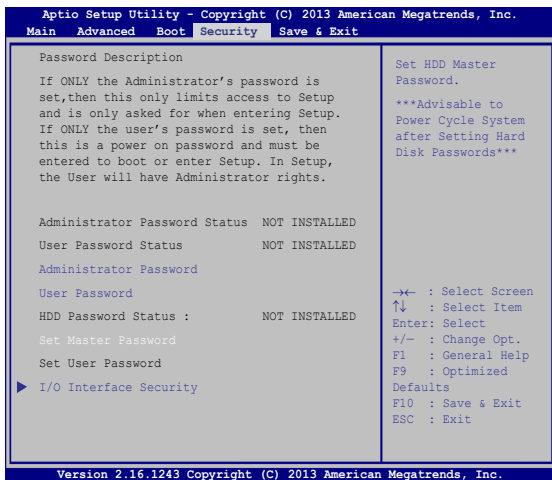 Aptio Setup Utility - Copyright (C) 2013 American Megatrends, Inc.
Main Advanced Boot Security Save & Exit
Password Description
If ONLY the Administrator's password is
set,then this only limits access to Setup
and is only asked for when entering Setup.
If ONLY the user's password is set, then
this is a power on password and must be
entered to boot or enter Setup. In Setup,
the User will have Administrator rights.
Administrator Password Status NOT INSTALLED
User Password Status NOT INSTALLED
Administrator Password
User Password
HDD Password Status : NOT INSTALLED
Set Master Password
Set User Password
I/O Interface Security
Set HDD Master
Password.
***Advisable to
Power Cycle System
after Setting Hard
Disk Passwords***
→← : Select Screen
↑↓ : Select Item
Enter: Select
+/— : Change Opt.
F1 : General Help
F9 : Optimized
Defaults
F10 : Save & Exit
ESC : Exit
Version 2.16.1243 Copyright (C) 2013 American Megatrends, Inc.